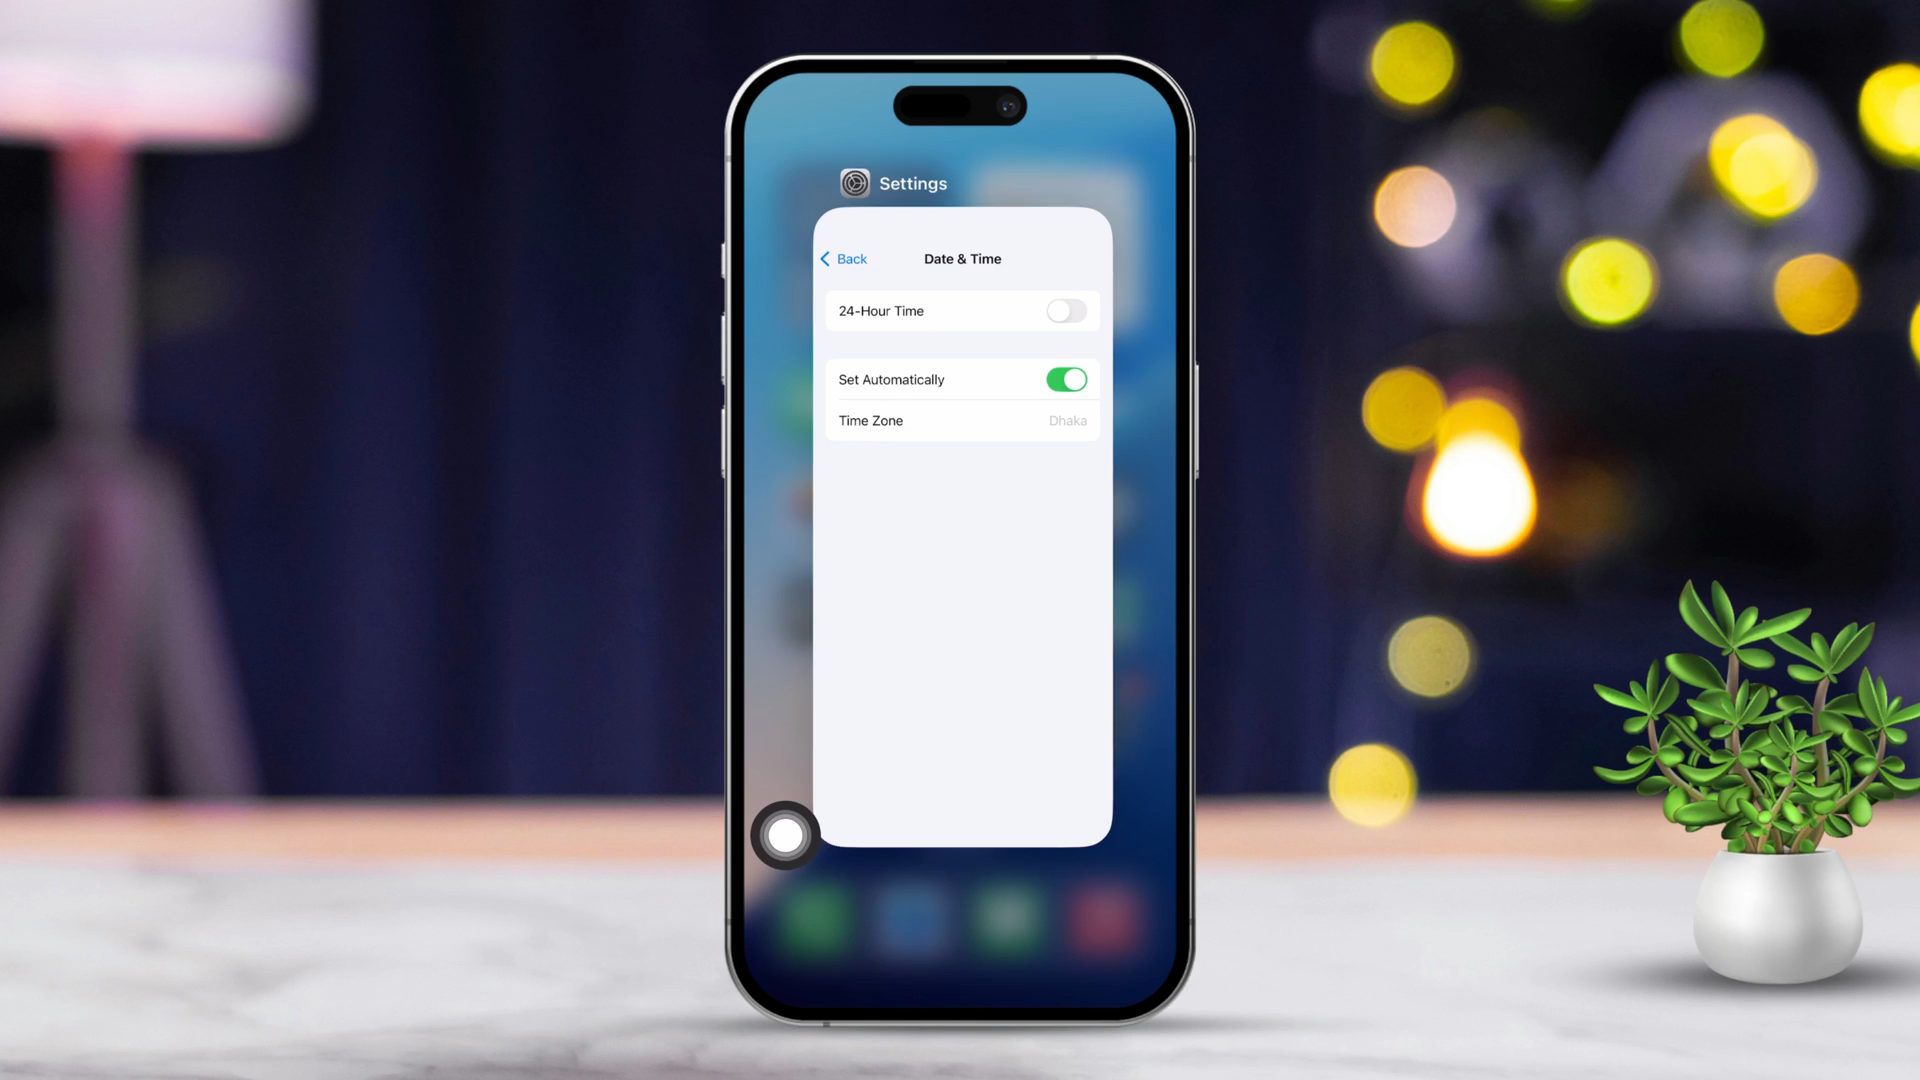 Settings
Back
Date & Time
24-Hour Time
Set Automatically
Time Zone
Dhaka